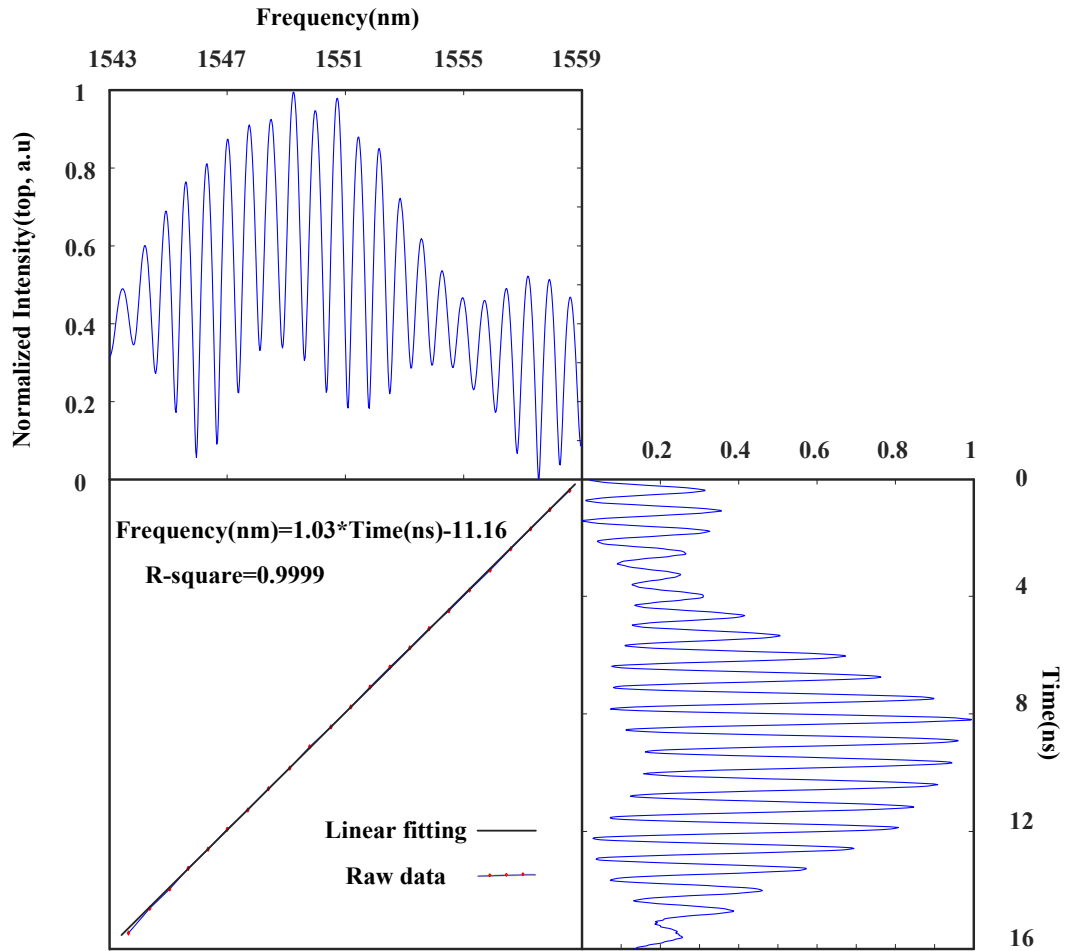 Frequency(nm)
1543 1547 1551 1555 1559
Normalized Intensity(top, a.u)
1
0.8
0.6
0.4
0.2
0
0.2 0.4 0.6 0.8 1
0
4
8
12
16
Time(ns)
Frequency(nm)=1.03*Time(ns)-11.16
R-square=0.9999
Linear fitting
Raw data